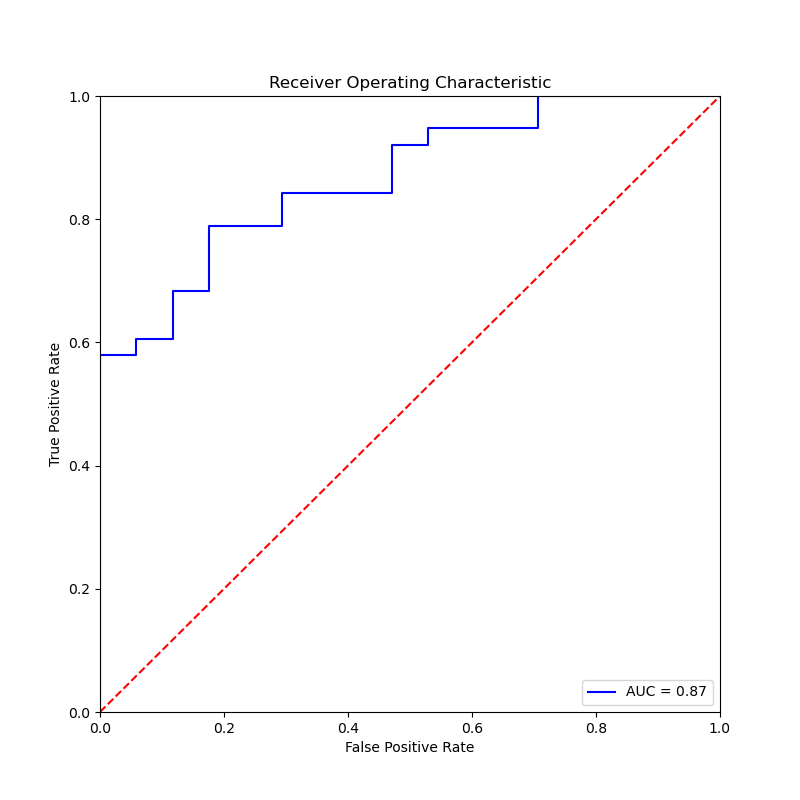 Receiver Operating Characteristic
1.0
0.8
0.6
0.4
0.2
0.0
True Positive Rate
0.0 0.2 0.4 0.6 0.8 1.0
False Positive Rate
AUC = 0.87